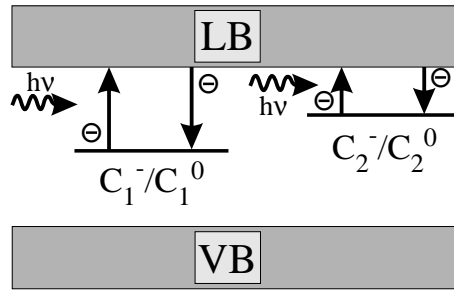 LB
hν
⊖ ⊖
hν
⊖ ⊖
C₁⁻/C₁⁰
C₂⁻/C₂⁰
VB